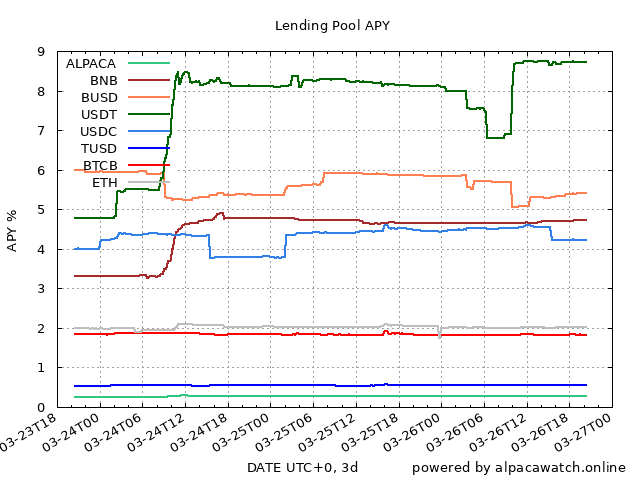 Lending Pool APY
9
8
7
6
5
4
3
2
1
0
APY %
ALPACA
BNB
BUSD
USDT
USDC
TUSD
BTCB
ETH
03-23T18
03-24T00
03-24T06
03-24T12
03-24T18
03-25T00
03-25T06
03-25T12
03-25T18
03-26T00
03-26T06
03-26T12
03-26T18
03-27T00
DATE UTC+0, 3d
powered by alpacawatch.online